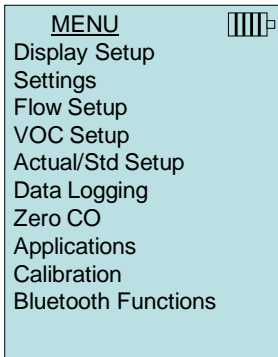 MENU
Display Setup
Settings
Flow Setup
VOC Setup
Actual/Std Setup
Data Logging
Zero CO
Applications
Calibration
Bluetooth Functions